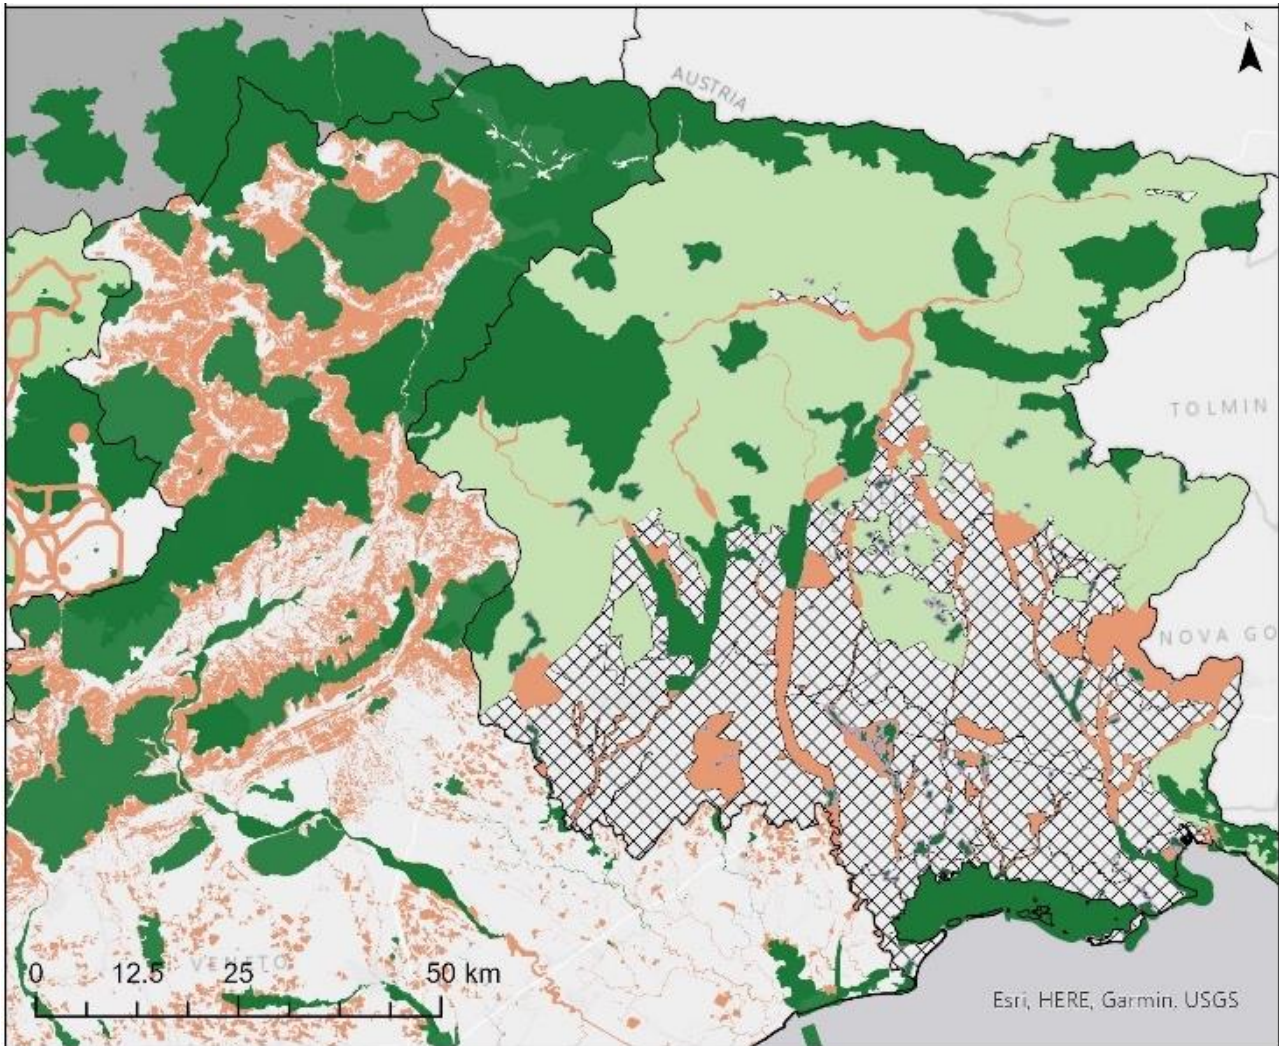 N
AUSTRIA
TOLMIN
NOVA GO
VENETO
0 12.5 25 50 km
Esri, HERE, Garmin, USGS